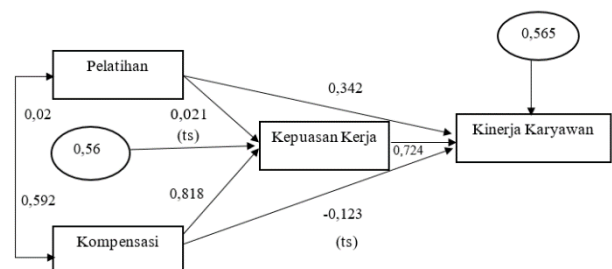 0,565
Pelatihan
0,342
0,02
0,021
(ts)
Kepuasan Kerja
Kinerja Karyawan
0,56
0,724
0,592
0,818
-0,123
(ts)
Kompensasi